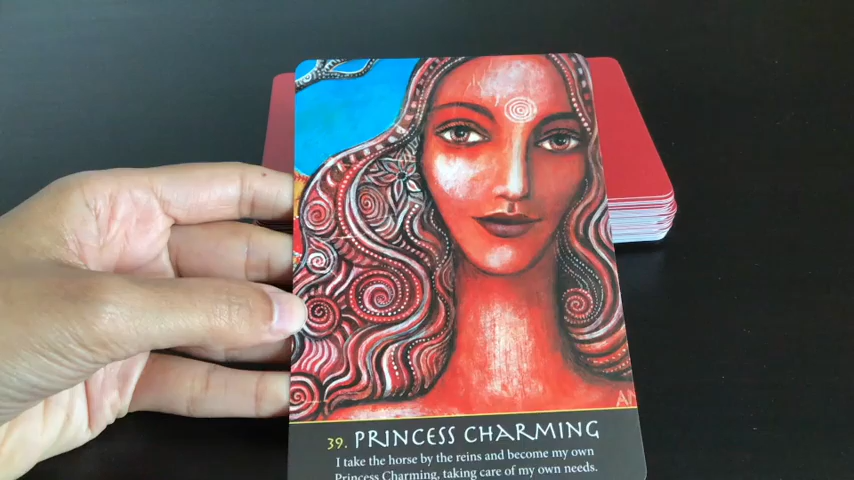 39. PRINCESS CHARMING
I take the horse by the reins and become my own
Princess Charming, taking care of my own needs.